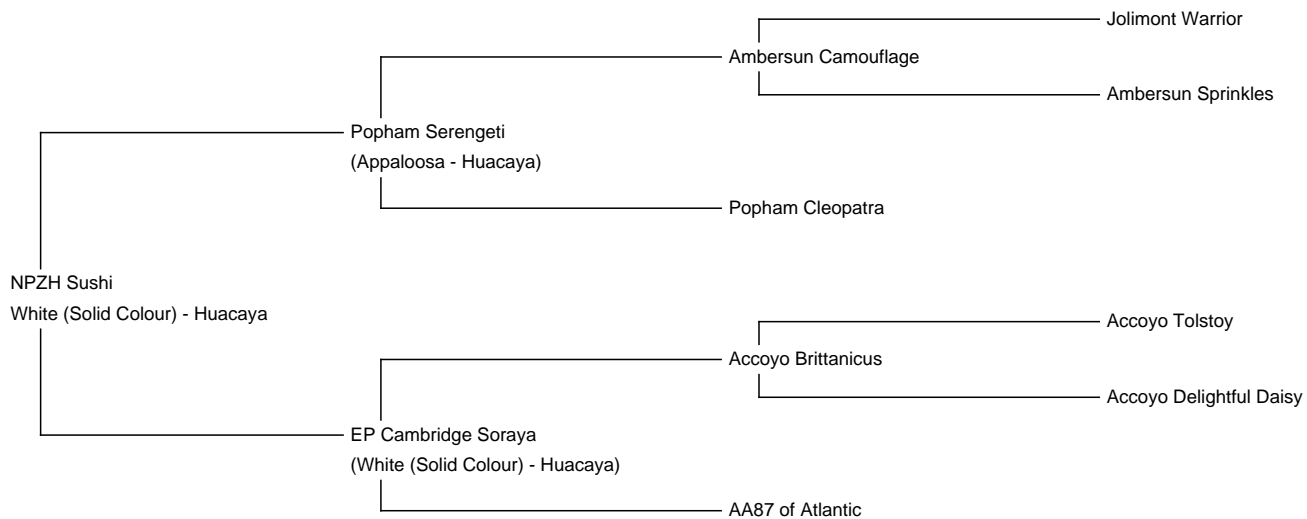 Jolimont Warrior
Ambersun Camouflage
Ambersun Sprinkles
Popham Serengeti
(Appaloosa - Huacaya)
Popham Cleopatra
NPZH Sushi
White (Solid Colour) - Huacaya
Accoyo Tolstoy
Accoyo Brittanicus
Accoyo Delightful Daisy
EP Cambridge Soraya
(White (Solid Colour) - Huacaya)
AA87 of Atlantic